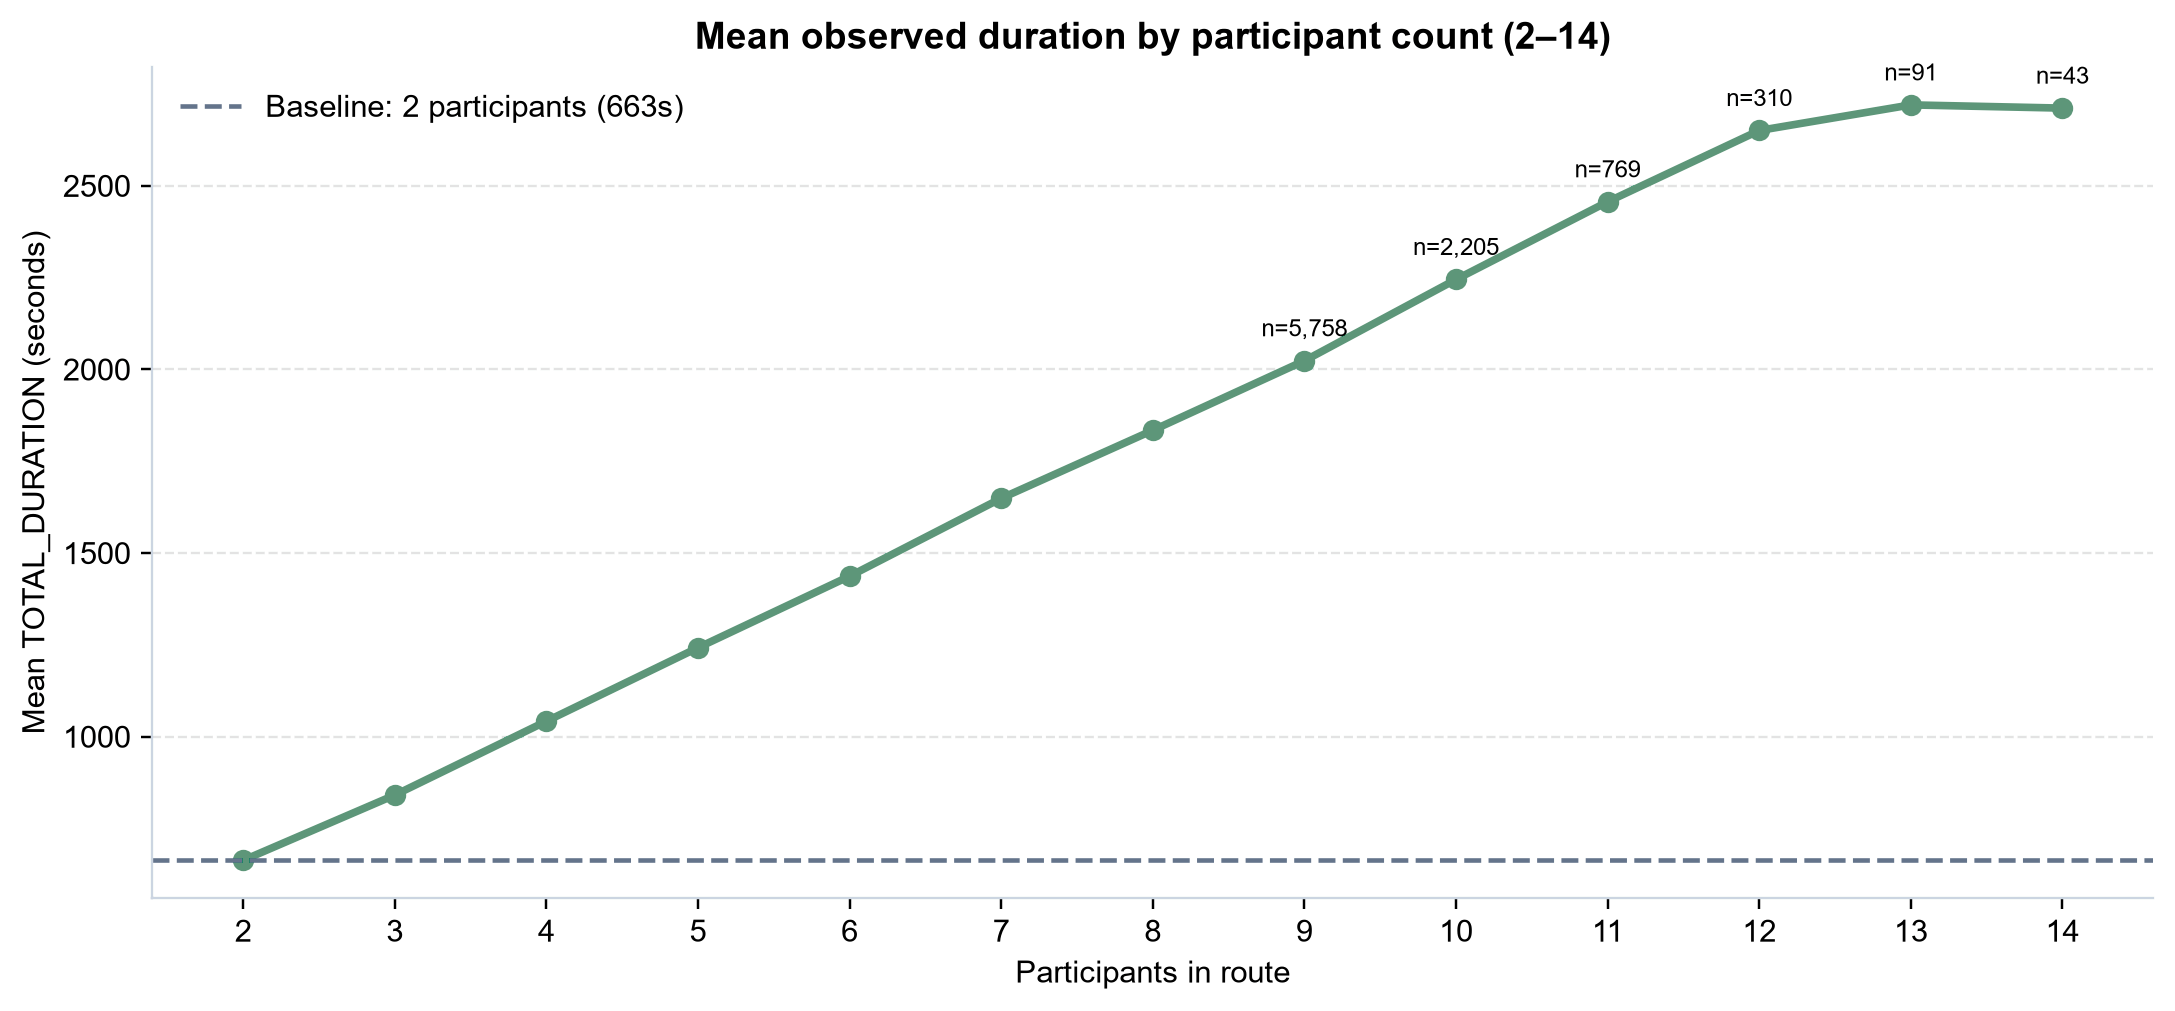 Mean observed duration by participant count (2–14)
Baseline: 2 participants (663s)
n=5,758
n=2,205
n=769
n=310
n=91
n=43
Mean TOTAL_DURATION (seconds)
2500
2000
1500
1000
2 3 4 5 6 7 8 9 10 11 12 13 14
Participants in route